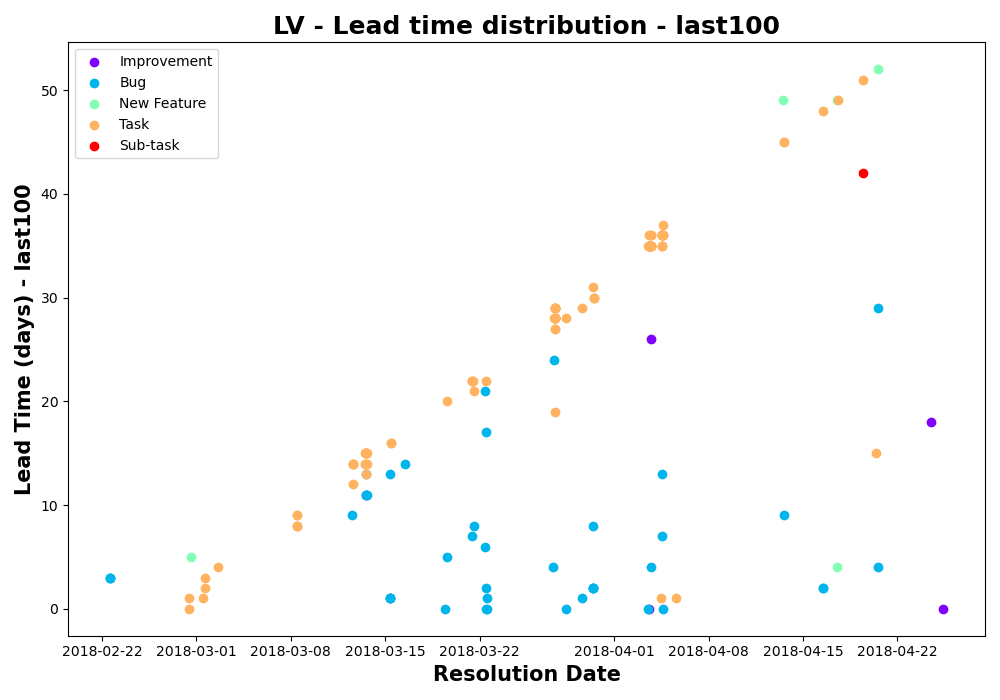 LV - Lead time distribution - last100
Improvement
Bug
New Feature
Task
Sub-task
Lead Time (days) - last100
50
40
30
20
10
0
2018-02-22 2018-03-01 2018-03-08 2018-03-15 2018-03-22 2018-04-01 2018-04-08 2018-04-15 2018-04-22
Resolution Date